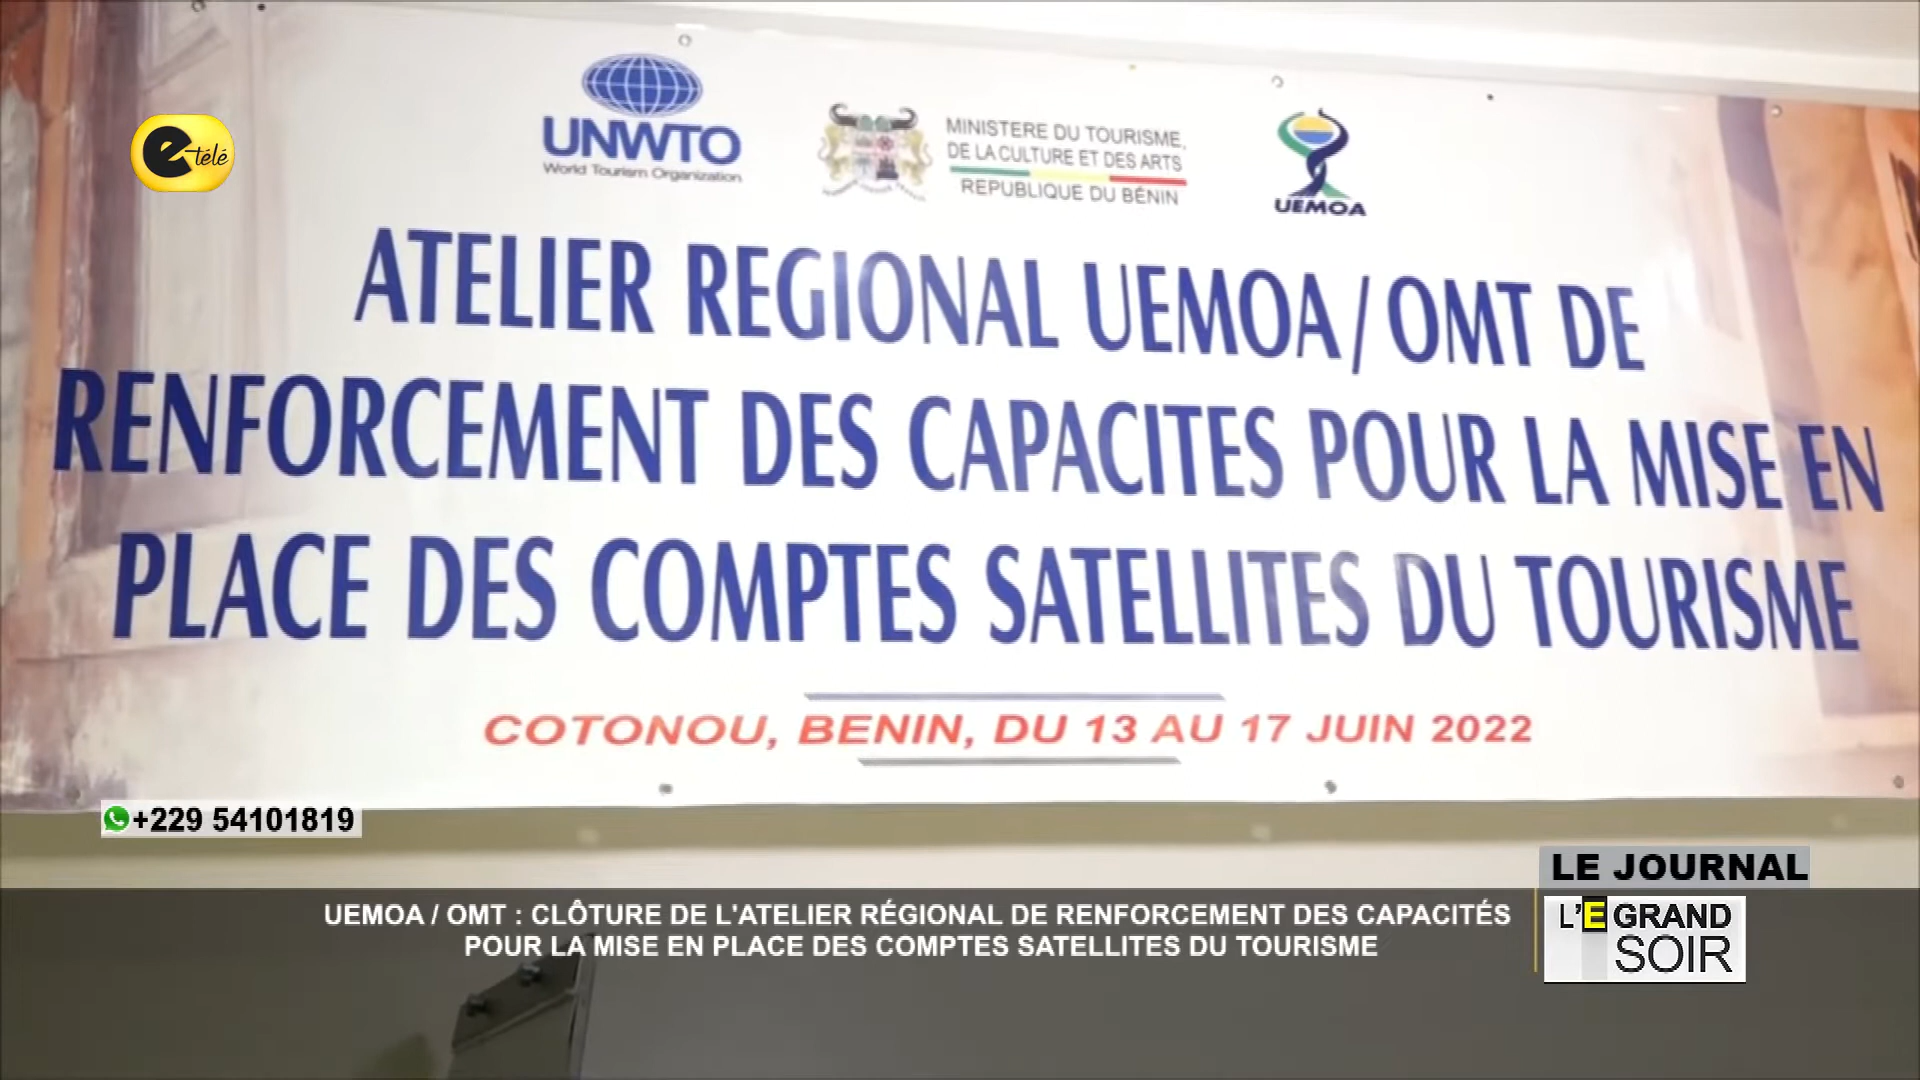 UNWTO
World Tourism Organization
MINISTERE DU TOURISME,
DE LA CULTURE ET DES ARTS
REPUBLIQUE DU BÉNIN
UEMOA
e-télé
ATELIER REGIONAL UEMOA / OMT DE
RENFORCEMENT DES CAPACITES POUR LA MISE EN
PLACE DES COMPTES SATELLITES DU TOURISME
COTONOU, BENIN, DU 13 AU 17 JUIN 2022
+229 54101819
LE JOURNAL
L'E GRAND
SOIR
UEMOA / OMT : CLÔTURE DE L'ATELIER RÉGIONAL DE RENFORCEMENT DES CAPACITÉS
POUR LA MISE EN PLACE DES COMPTES SATELLITES DU TOURISME